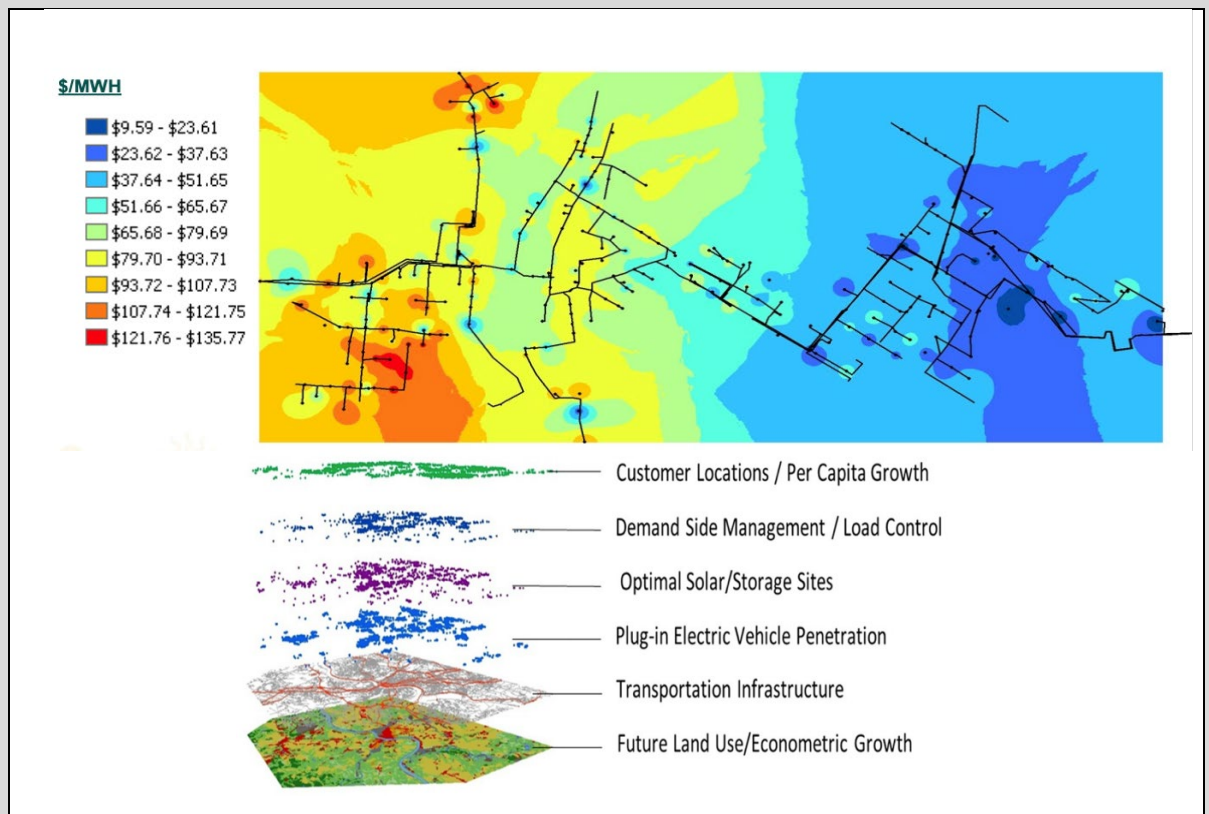 $/MWH
$9.59 - $23.61
$23.62 - $37.63
$37.64 - $51.65
$51.66 - $65.67
$65.68 - $79.69
$79.70 - $93.71
$93.72 - $107.73
$107.74 - $121.75
$121.76 - $135.77
Customer Locations / Per Capita Growth
Demand Side Management / Load Control
Optimal Solar/Storage Sites
Plug-in Electric Vehicle Penetration
Transportation Infrastructure
Future Land Use/Econometric Growth